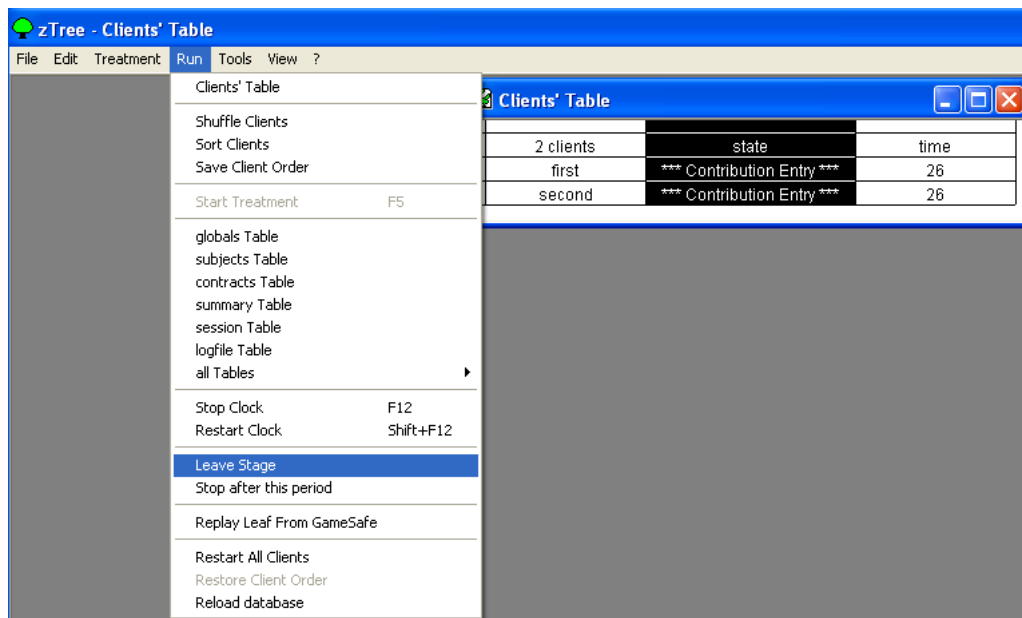 zTree - Clients' Table
File Edit Treatment Run Tools View ?
Clients' Table
Shuffle Clients
Sort Clients
Save Client Order
Start Treatment F5
globals Table
subjects Table
contracts Table
summary Table
session Table
logfile Table
all Tables
Stop Clock F12
Restart Clock Shift+F12
Leave Stage
Stop after this period
Replay Leaf From GameSafe
Restart All Clients
Restore Client Order
Reload database
Clients' Table
2 clients state time
first *** Contribution Entry *** 26
second *** Contribution Entry *** 26